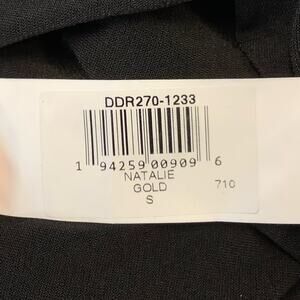 DDR270-1233
1 94259 00909 6
NATALIE
GOLD 710
S